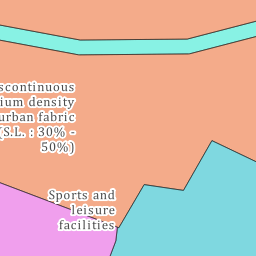 scontinuous
ium density
urban fabric
(S.L. : 30% -
50%)
Sports and
leisure
facilities